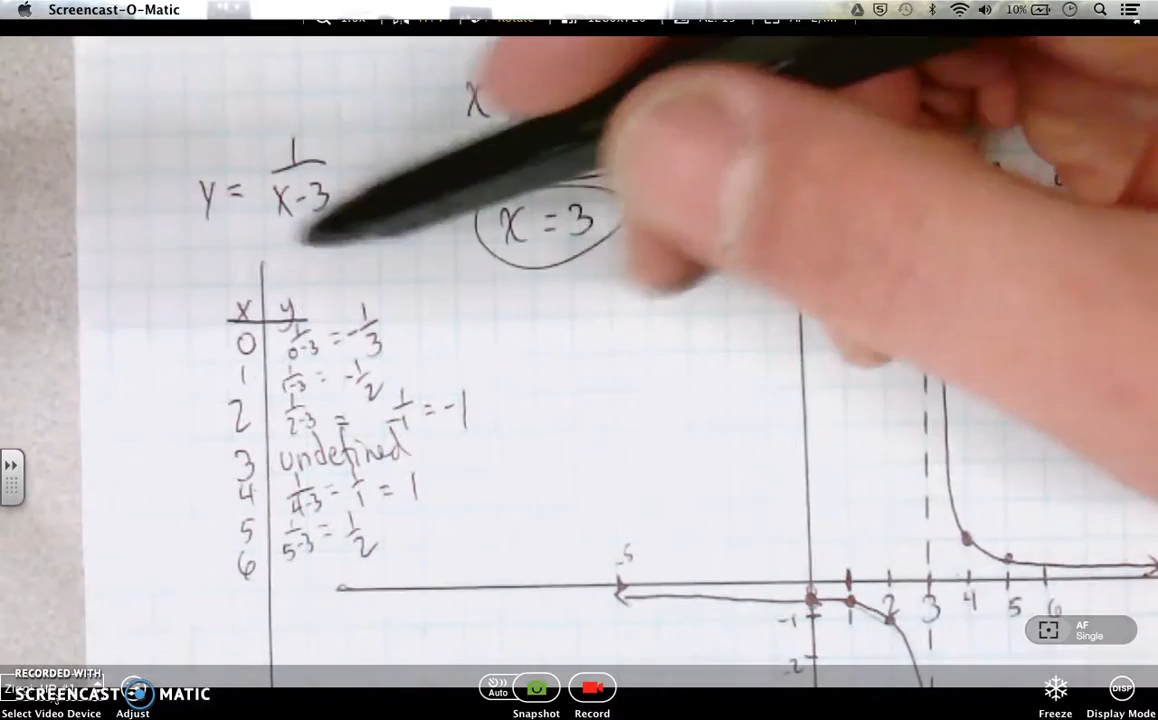 Screencast-O-Matic
10%
x
y = 1/(x-3)
x = 3
x | y
0 | 1/(0-3) = -1/3
1 | 1/(1-3) = -1/2
2 | 1/(2-3) = 1/-1 = -1
3 | undefined
4 | 1/(4-3) = 1/1 = 1
5 | 1/(5-3) = 1/2
6
-5 1 2 3 4 5 6
-1
-2
AF
Single
RECORDED WITH
SCREENCAST MATIC
Auto
Select Video Device Adjust Snapshot Record Freeze Display Mode
DISP